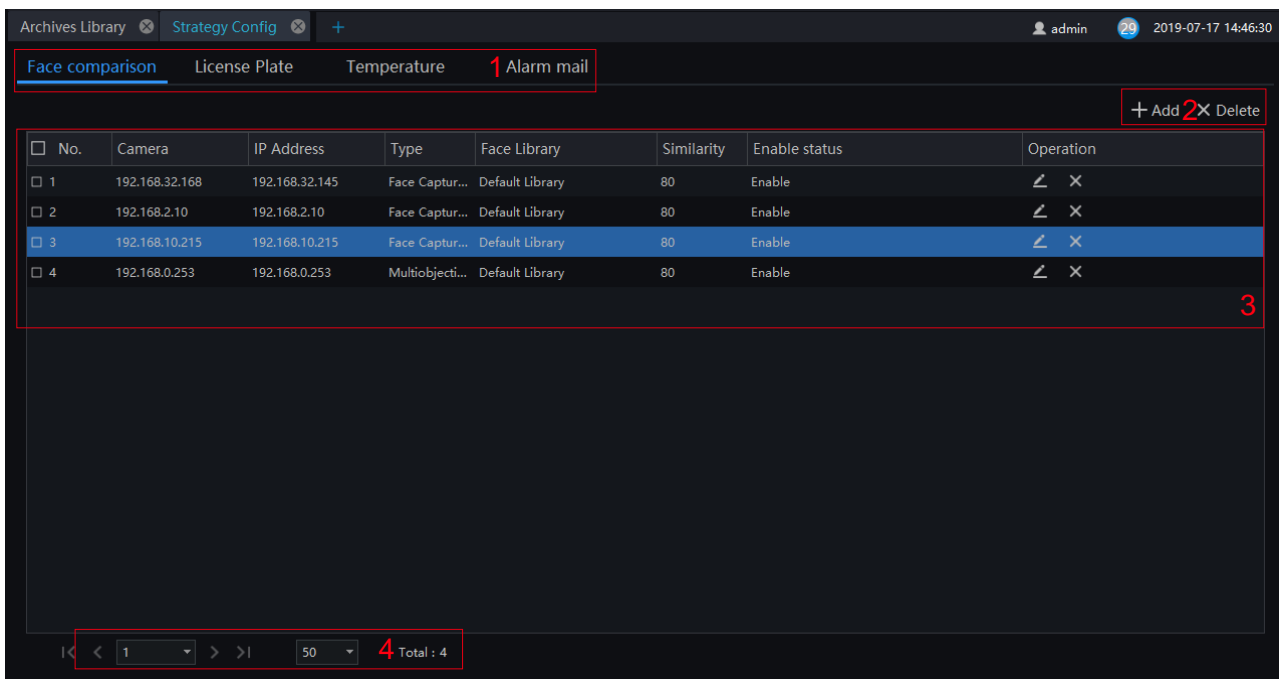 Archives Library Strategy Config + admin 29 2019-07-17 14:46:30
Face comparison License Plate Temperature 1 Alarm mail
Add 2 Delete
No. Camera IP Address Type Face Library Similarity Enable status Operation
1 192.168.32.168 192.168.32.145 Face Captur... Default Library 80 Enable
2 192.168.2.10 192.168.2.10 Face Captur... Default Library 80 Enable
3 192.168.10.215 192.168.10.215 Face Captur... Default Library 80 Enable
4 192.168.0.253 192.168.0.253 Multiobjecti... Default Library 80 Enable
3
1 50 4 Total : 4